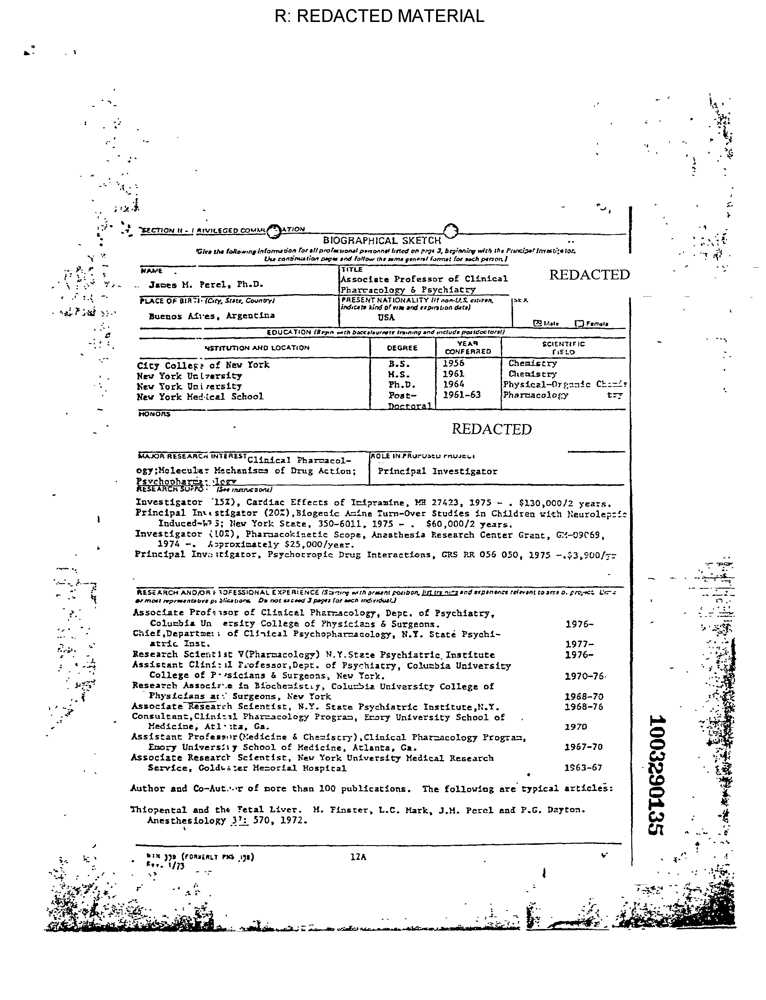 R: REDACTED MATERIAL
SECTION II - PRIVILEGED COMMUNICATION
BIOGRAPHICAL SKETCH
(Give the following information for all professional personnel listed on page 3, beginning with the Principal Investigator.
Use continuation pages and follow the same general format for each person.)
NAME
James M. Perel, Ph.D.
TITLE
Associate Professor of Clinical
Pharmacology & Psychiatry
REDACTED
PLACE OF BIRTH (City, State, Country)
Buenos Aires, Argentina
PRESENT NATIONALITY (If non-U.S. citizen,
indicate kind of visa and expiration date)
USA
SEX
Male Female
EDUCATION (Begin with baccalaureate training and include postdoctoral)
INSTITUTION AND LOCATION DEGREE YEAR CONFERRED SCIENTIFIC FIELD
City College of New York B.S. 1956 Chemistry
New York University M.S. 1961 Chemistry
New York University Ph.D. 1964 Physical-Organic Chemis-
New York Medical School Post- 1961-63 Pharmacology try
Doctoral
HONORS
REDACTED
MAJOR RESEARCH INTEREST Clinical Pharmacol-
ogy;Molecular Mechanisms of Drug Action;
Psychopharmacology
ROLE IN PROPOSED PROJECT
Principal Investigator
RESEARCH SUPPORT (See instructions)
Investigator (15%), Cardiac Effects of Imipramine, MH 27423, 1975 - . $130,000/2 years.
Principal Investigator (20%),Biogenic Amine Turn-Over Studies in Children with Neuroleptic
Induced- New York State, 350-6011, 1975 - . $60,000/2 years.
Investigator (10%), Pharmacokinetic Scope, Anesthesia Research Center Grant, GM-09069,
1974 -. Approximately $25,000/year.
Principal Investigator, Psychotropic Drug Interactions, GRS RR 056 050, 1975 -.$3,900/
RESEARCH AND/OR PROFESSIONAL EXPERIENCE (Starting with present position, list training and experience relevant to area of project. List all
or most representative publications. Do not exceed 3 pages for each individual.)
Associate Professor of Clinical Pharmacology, Dept. of Psychiatry,
Columbia University College of Physicians & Surgeons. 1976-
Chief,Department of Clinical Psychopharmacology, N.Y. State Psychi-
atric Inst. 1977-
Research Scientist V(Pharmacology) N.Y.State Psychiatric Institute 1976-
Assistant Clinical Professor,Dept. of Psychiatry, Columbia University
College of Physicians & Surgeons, New York. 1970-76
Research Associate in Biochemistry, Columbia University College of
Physicians and Surgeons, New York 1968-70
Associate Research Scientist, N.Y. State Psychiatric Institute,N.Y. 1968-76
Consultant,Clinical Pharmacology Program, Emory University School of
Medicine, Atlanta, Ga. 1970
Assistant Professor(Medicine & Chemistry),Clinical Pharmacology Program,
Emory University School of Medicine, Atlanta, Ga. 1967-70
Associate Research Scientist, New York University Medical Research
Service, Goldwater Memorial Hospital 1963-67
Author and Co-Author of more than 100 publications. The following are typical articles:
Thiopental and the Fetal Liver. M. Finster, L.C. Mark, J.M. Perel and P.G. Dayton.
Anesthesiology 37: 570, 1972.
NIH 398 (FORMERLY PHS 398)
Rev. 1/73
12A
1003290135